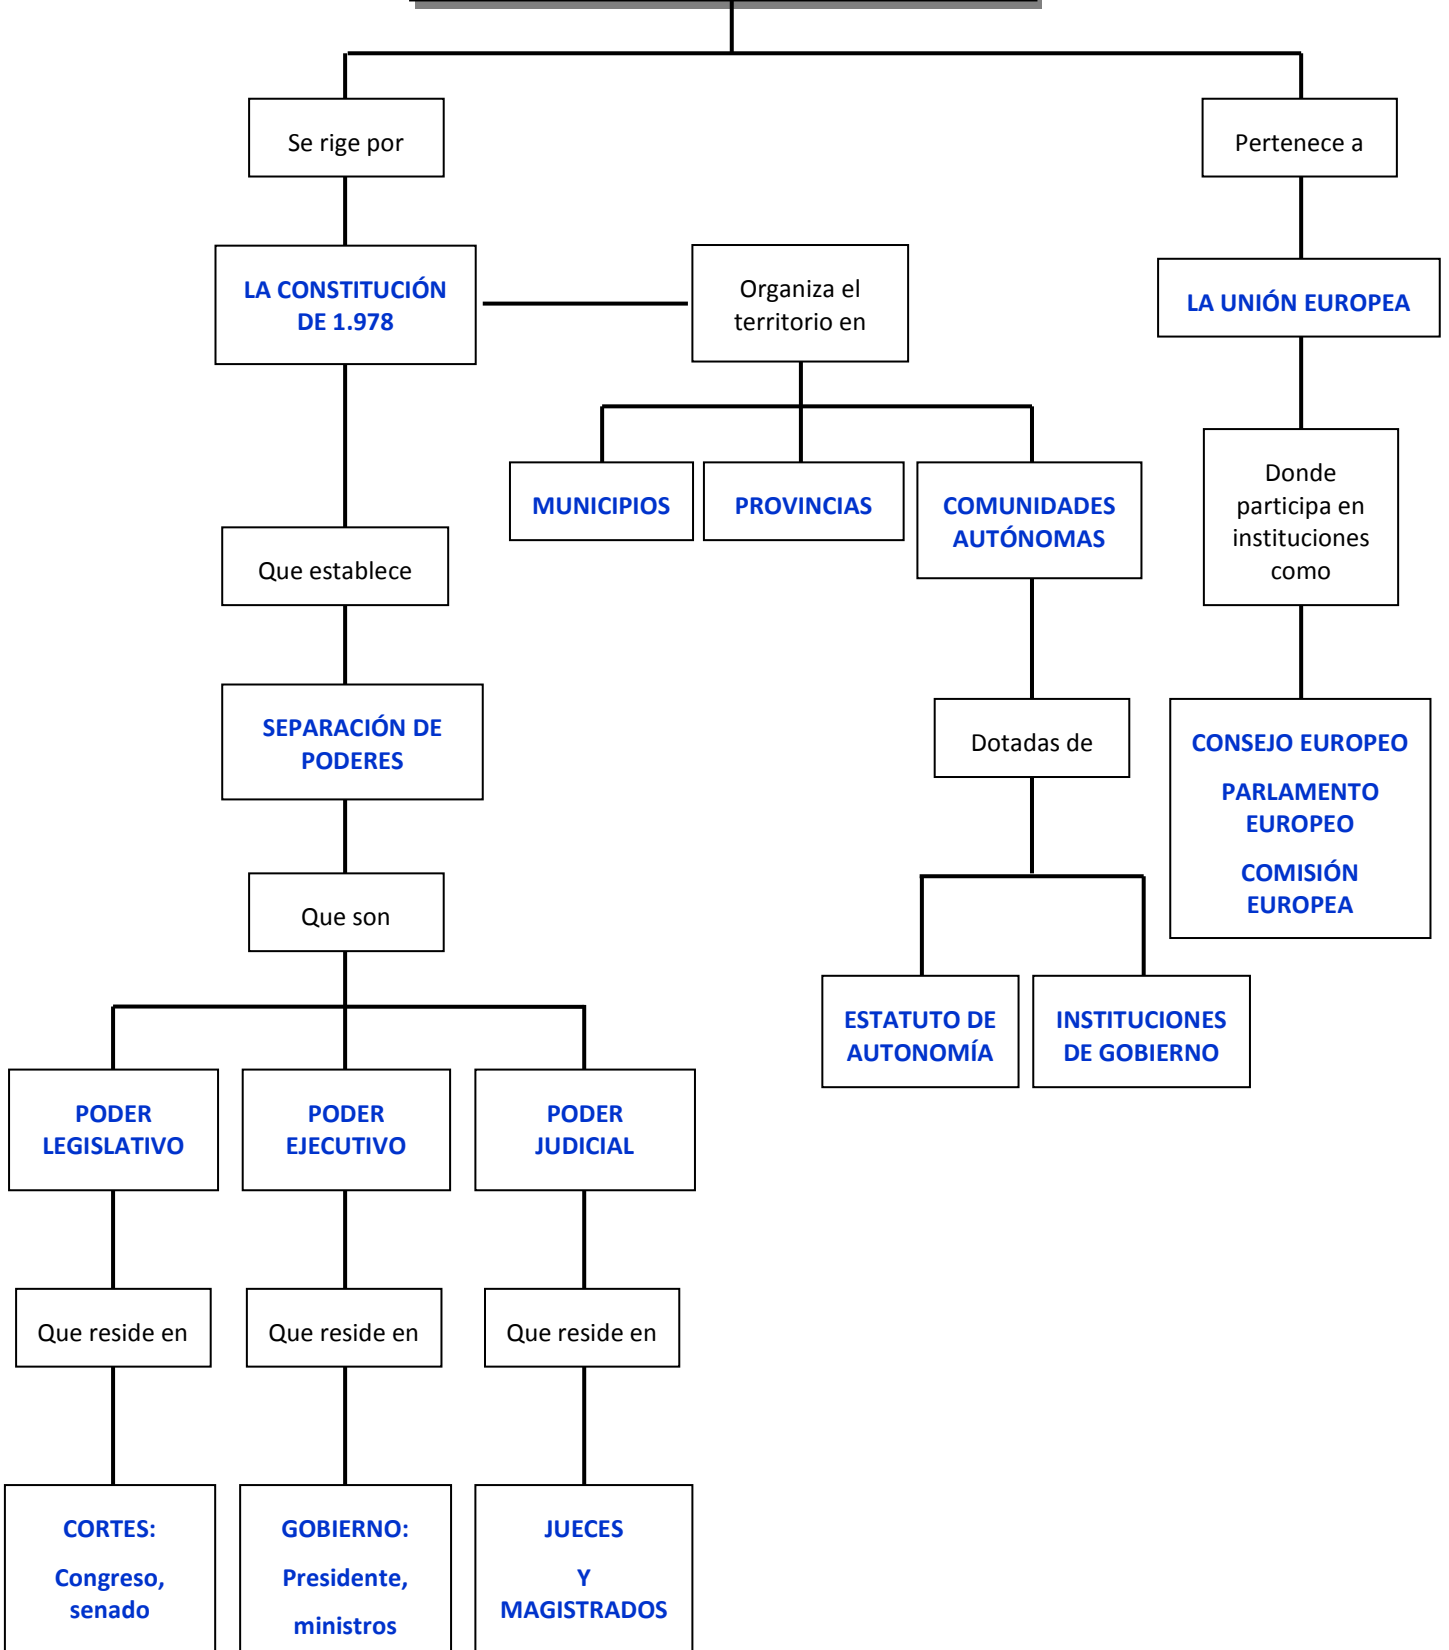 Se rige por
Pertenece a
LA CONSTITUCIÓN
DE 1.978
Organiza el
territorio en
LA UNIÓN EUROPEA
MUNICIPIOS
PROVINCIAS
COMUNIDADES
AUTÓNOMAS
Donde
participa en
instituciones
como
Que establece
SEPARACIÓN DE
PODERES
Dotadas de
CONSEJO EUROPEO
PARLAMENTO
EUROPEO
COMISIÓN
EUROPEA
Que son
ESTATUTO DE
AUTONOMÍA
INSTITUCIONES
DE GOBIERNO
PODER
LEGISLATIVO
PODER
EJECUTIVO
PODER
JUDICIAL
Que reside en
Que reside en
Que reside en
CORTES:
Congreso,
senado
GOBIERNO:
Presidente,
ministros
JUECES
Y
MAGISTRADOS